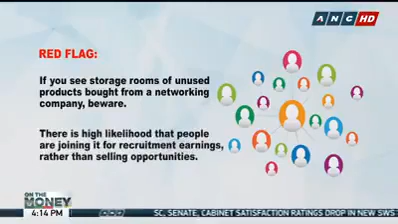 ANC HD
RED FLAG:
If you see storage rooms of unused
products bought from a networking
company, beware.
There is high likelihood that people
are joining it for recruitment earnings,
rather than selling opportunities.
ON THE
MONEY
4:14 PM
SC, SENATE, CABINET SATISFACTION RATINGS DROP IN NEW SWS